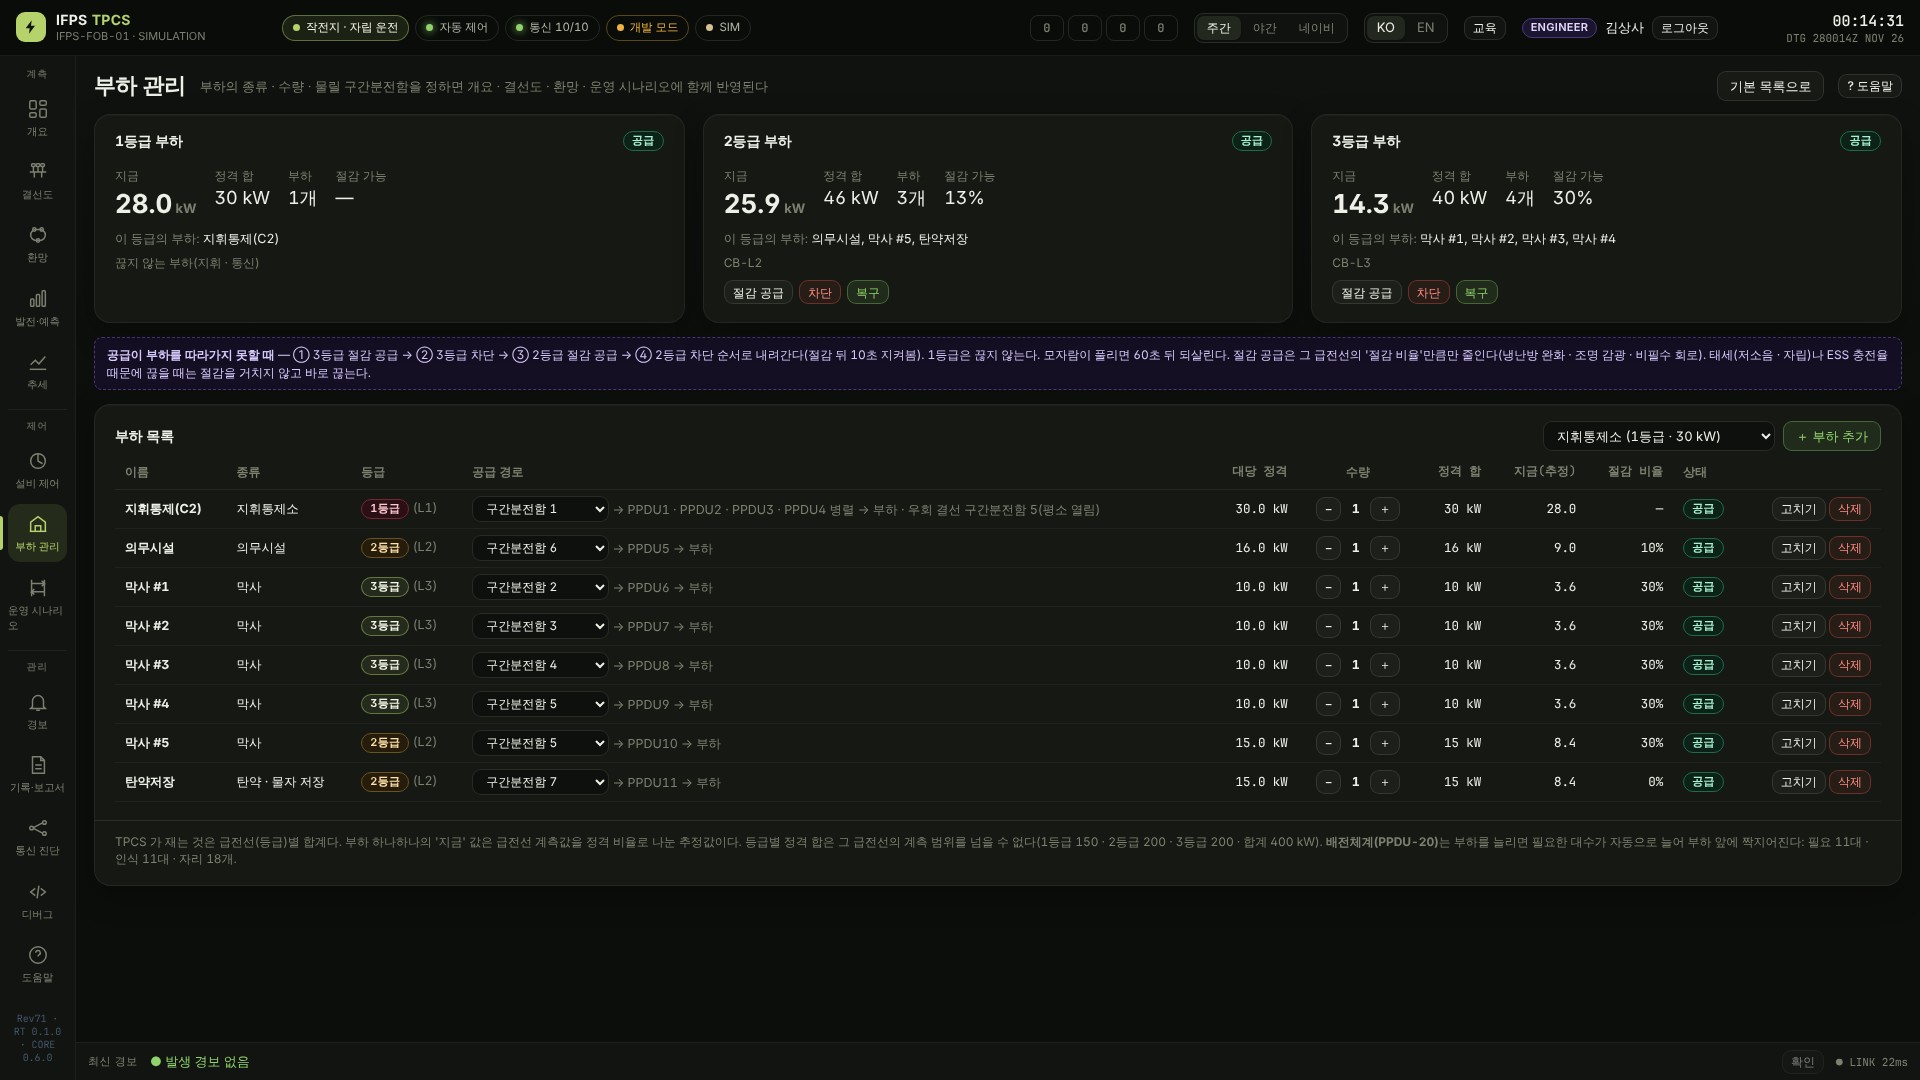 IFPS TPCS
IFPS-FOB-01 · SIMULATION
작전지 · 자립 운전
자동 제어
통신 10/10
개발 모드
SIM
0 0 0 0
주간 야간 네이비
KO EN
교육
ENGINEER 김상사 로그아웃
00:14:31
DTG 280014Z NOV 26
계측
개요
결선도
환망
발전·예측
추세
제어
설비 제어
부하 관리
운영 시나리
오
관리
경보
기록·보고서
통신 진단
디버그
도움말
Rev71 ·
RT 0.1.0
· CORE
0.6.0
부하 관리 부하의 종류 · 수량 · 물릴 구간분전함을 정하면 개요 · 결선도 · 환망 · 운영 시나리오에 함께 반영된다
기본 목록으로
? 도움말
1등급 부하 공급
지금 정격 합 부하 절감 가능
28.0 kW 30 kW 1개 —
이 등급의 부하: 지휘통제(C2)
끊지 않는 부하(지휘 · 통신)
2등급 부하 공급
지금 정격 합 부하 절감 가능
25.9 kW 46 kW 3개 13%
이 등급의 부하: 의무시설, 막사 #5, 탄약저장
CB-L2
절감 공급 차단 복구
3등급 부하 공급
지금 정격 합 부하 절감 가능
14.3 kW 40 kW 4개 30%
이 등급의 부하: 막사 #1, 막사 #2, 막사 #3, 막사 #4
CB-L3
절감 공급 차단 복구
공급이 부하를 따라가지 못할 때 — ① 3등급 절감 공급 → ② 3등급 차단 → ③ 2등급 절감 공급 → ④ 2등급 차단 순서로 내려간다(절감 뒤 10초 지켜봄). 1등급은 끊지 않는다. 모자람이 풀리면 60초 뒤 되살린다. 절감 공급은 그 급전선의 '절감 비율'만큼만 줄인다(냉난방 완화 · 조명 감광 · 비필수 회로). 태세(저소음 · 자립)나 ESS 충전율
때문에 끊을 때는 절감을 거치지 않고 바로 끊는다.
부하 목록
지휘통제소 (1등급 · 30 kW)
＋ 부하 추가
이름 종류 등급 공급 경로 대당 정격 수량 정격 합 지금(추정) 절감 비율 상태
지휘통제(C2) 지휘통제소 1등급 (L1) 구간분전함 1 → PPDU1 · PPDU2 · PPDU3 · PPDU4 병렬 → 부하 · 우회 결선 구간분전함 5(평소 열림) 30.0 kW − 1 + 30 kW 28.0 — 공급 고치기 삭제
의무시설 의무시설 2등급 (L2) 구간분전함 6 → PPDU5 → 부하 16.0 kW − 1 + 16 kW 9.0 10% 공급 고치기 삭제
막사 #1 막사 3등급 (L3) 구간분전함 2 → PPDU6 → 부하 10.0 kW − 1 + 10 kW 3.6 30% 공급 고치기 삭제
막사 #2 막사 3등급 (L3) 구간분전함 3 → PPDU7 → 부하 10.0 kW − 1 + 10 kW 3.6 30% 공급 고치기 삭제
막사 #3 막사 3등급 (L3) 구간분전함 4 → PPDU8 → 부하 10.0 kW − 1 + 10 kW 3.6 30% 공급 고치기 삭제
막사 #4 막사 3등급 (L3) 구간분전함 5 → PPDU9 → 부하 10.0 kW − 1 + 10 kW 3.6 30% 공급 고치기 삭제
막사 #5 막사 2등급 (L2) 구간분전함 5 → PPDU10 → 부하 15.0 kW − 1 + 15 kW 8.4 30% 공급 고치기 삭제
탄약저장 탄약 · 물자 저장 2등급 (L2) 구간분전함 7 → PPDU11 → 부하 15.0 kW − 1 + 15 kW 8.4 0% 공급 고치기 삭제
TPCS 가 재는 것은 급전선(등급)별 합계다. 부하 하나하나의 '지금' 값은 급전선 계측값을 정격 비율로 나눈 추정값이다. 등급별 정격 합은 그 급전선의 계측 범위를 넘을 수 없다(1등급 150 · 2등급 200 · 3등급 200 · 합계 400 kW). 배전체계(PPDU-20)는 부하를 늘리면 필요한 대수가 자동으로 늘어 부하 앞에 짝지어진다: 필요 11대 ·
인식 11대 · 자리 18개.
최신 경보 발생 경보 없음
확인
LINK 22ms